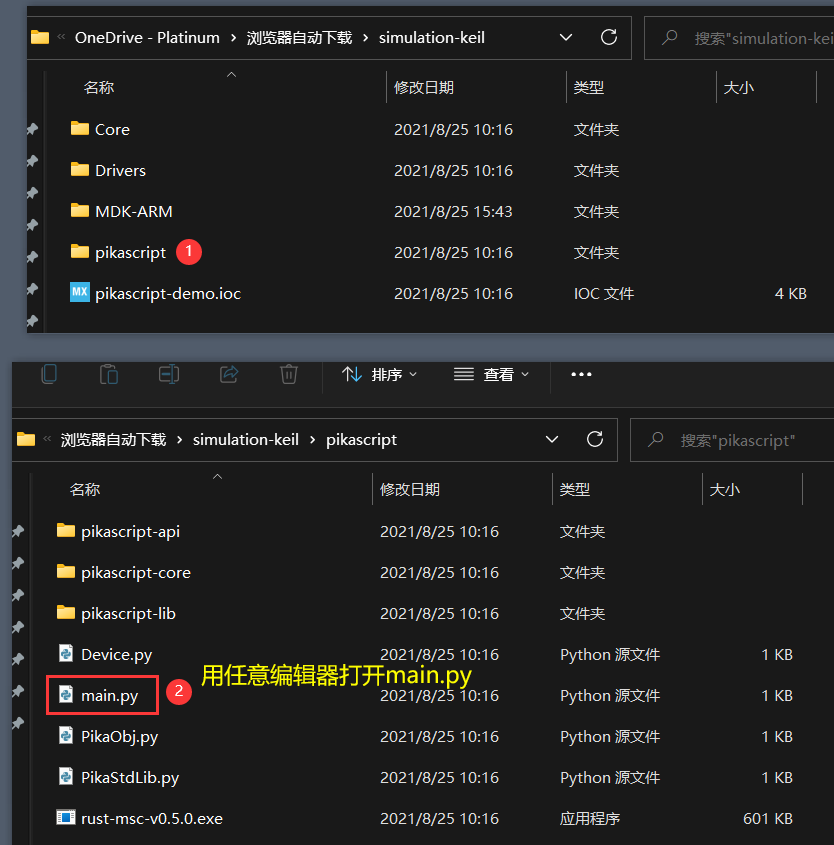 « OneDrive - Platinum › 浏览器自动下载 › simulation-keil
搜索"simulation-kei
名称 修改日期 类型 大小
Core 2021/8/25 10:16 文件夹
Drivers 2021/8/25 10:16 文件夹
MDK-ARM 2021/8/25 15:43 文件夹
pikascript 1 2021/8/25 10:16 文件夹
MX pikascript-demo.ioc 2021/8/25 10:16 IOC 文件 4 KB
排序 查看 •••
« 浏览器自动下载 › simulation-keil › pikascript
搜索"pikascript"
名称 修改日期 类型 大小
pikascript-api 2021/8/25 10:16 文件夹
pikascript-core 2021/8/25 10:16 文件夹
pikascript-lib 2021/8/25 10:16 文件夹
Device.py 2021/8/25 10:16 Python 源文件 1 KB
用任意编辑器打开main.py
main.py 2 2021/8/25 10:16 Python 源文件 1 KB
PikaObj.py 2021/8/25 10:16 Python 源文件 1 KB
PikaStdLib.py 2021/8/25 10:16 Python 源文件 1 KB
rust-msc-v0.5.0.exe 2021/8/25 10:16 应用程序 601 KB